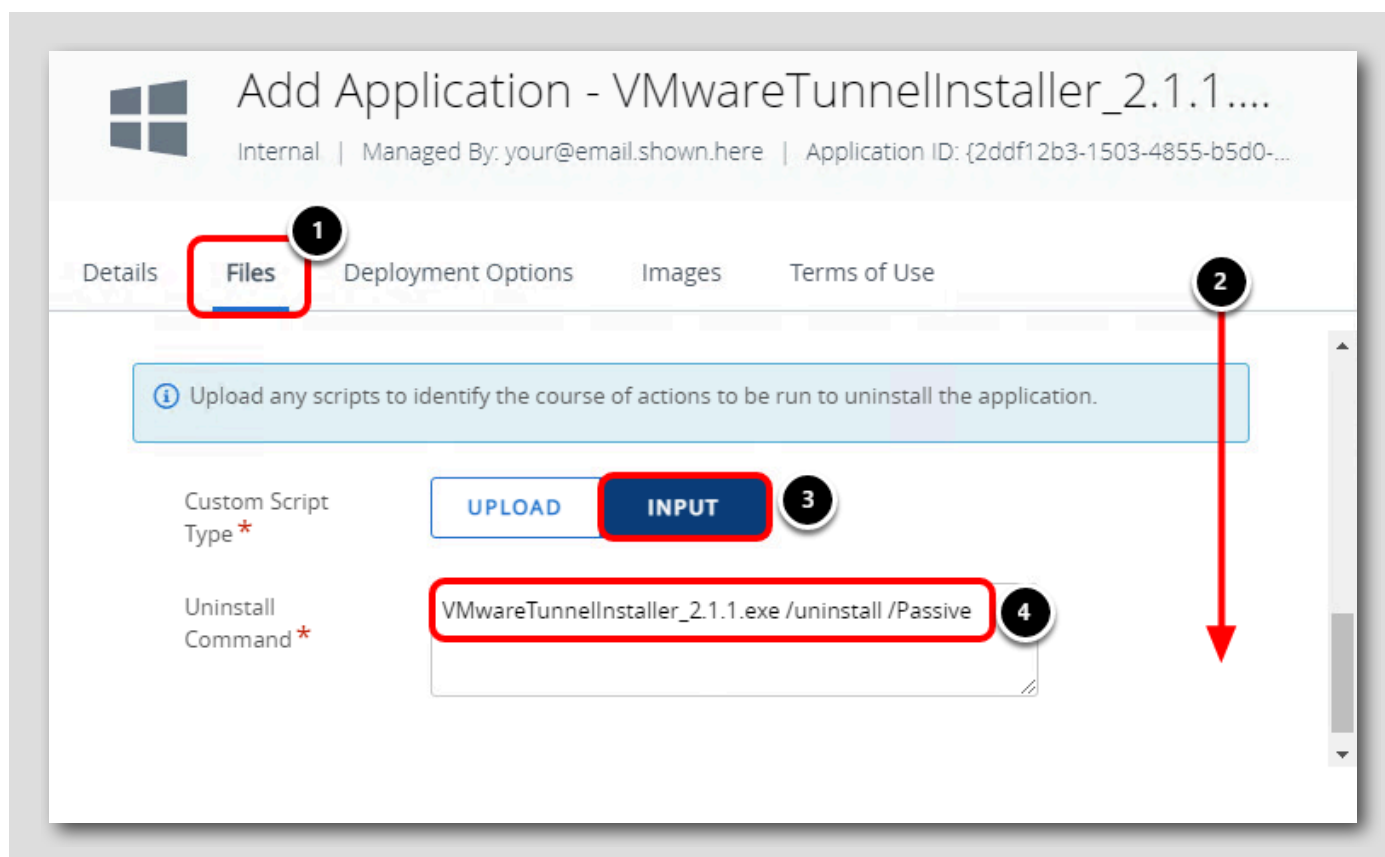 Add Application - VMwareTunnelInstaller_2.1.1....
Internal | Managed By: your@email.shown.here | Application ID: {2ddf12b3-1503-4855-b5d0-...
1
Details Files Deployment Options Images Terms of Use
2
Upload any scripts to identify the course of actions to be run to uninstall the application.
Custom Script
Type *
UPLOAD INPUT 3
Uninstall
Command *
VMwareTunnelInstaller_2.1.1.exe /uninstall /Passive 4